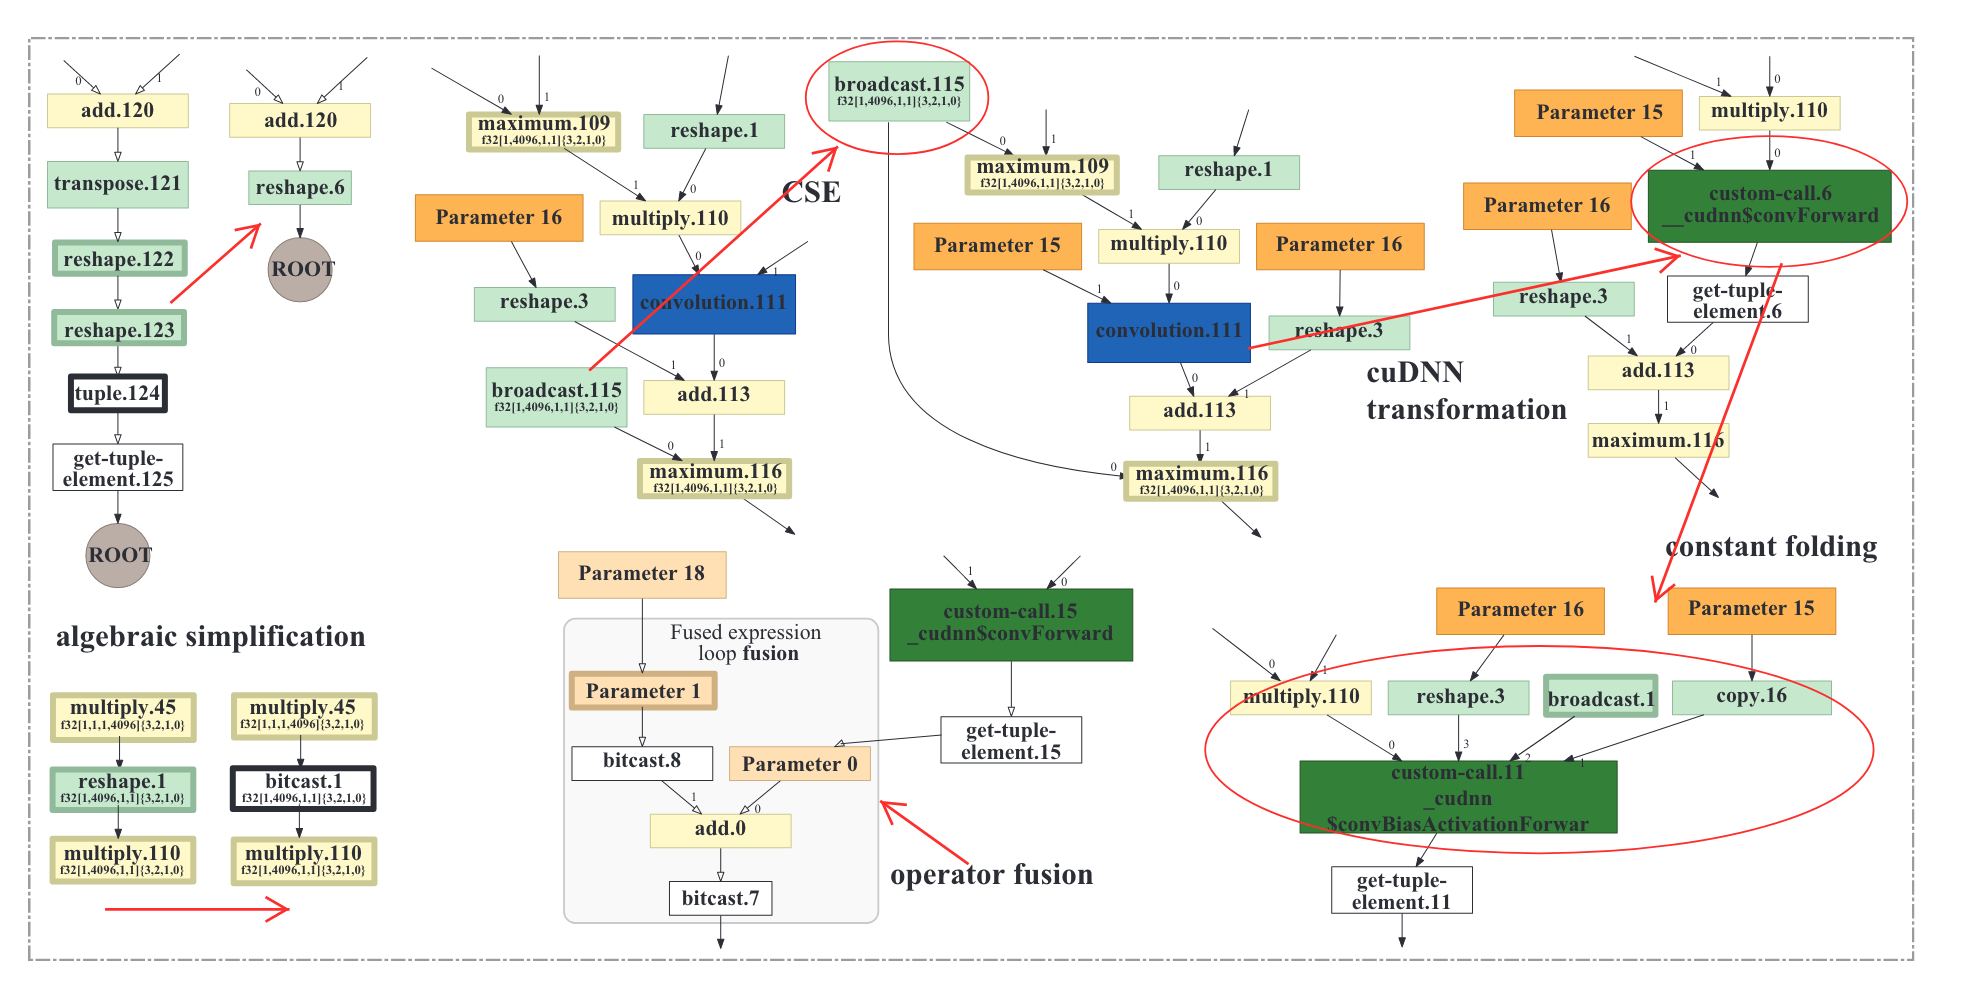 0
1
add.120
transpose.121
reshape.122
reshape.123
tuple.124
get-tuple-
element.125
ROOT
0
1
add.120
reshape.6
ROOT
algebraic simplification
multiply.45
f32[1,1,1,4096]{3,2,1,0}
reshape.1
f32[1,4096,1,1]{3,2,1,0}
multiply.110
f32[1,4096,1,1]{3,2,1,0}
multiply.45
f32[1,1,1,4096]{3,2,1,0}
bitcast.1
f32[1,4096,1,1]{3,2,1,0}
multiply.110
f32[1,4096,1,1]{3,2,1,0}
0
1
maximum.109
f32[1,4096,1,1]{3,2,1,0}
reshape.1
1
0
Parameter 16
multiply.110
0
1
reshape.3
convolution.111
1
0
broadcast.115
f32[1,4096,1,1]{3,2,1,0}
add.113
0
1
maximum.116
f32[1,4096,1,1]{3,2,1,0}
CSE
broadcast.115
f32[1,4096,1,1]{3,2,1,0}
0
1
maximum.109
f32[1,4096,1,1]{3,2,1,0}
reshape.1
1
0
Parameter 15
multiply.110
Parameter 16
1
0
convolution.111
reshape.3
0
1
add.113
1
0
maximum.116
f32[1,4096,1,1]{3,2,1,0}
cuDNN
transformation
1
0
Parameter 15
multiply.110
1
0
custom-call.6
__cudnn$convForward
Parameter 16
reshape.3
get-tuple-
element.6
1
0
add.113
1
maximum.116
constant folding
Parameter 18
Fused expression
loop fusion
Parameter 1
bitcast.8
Parameter 0
1
0
add.0
bitcast.7
1
0
custom-call.15
_cudnn$convForward
get-tuple-
element.15
operator fusion
Parameter 16
Parameter 15
0
1
multiply.110
reshape.3
broadcast.1
copy.16
0
3
2
1
custom-call.11
_cudnn
$convBiasActivationForwar
get-tuple-
element.11